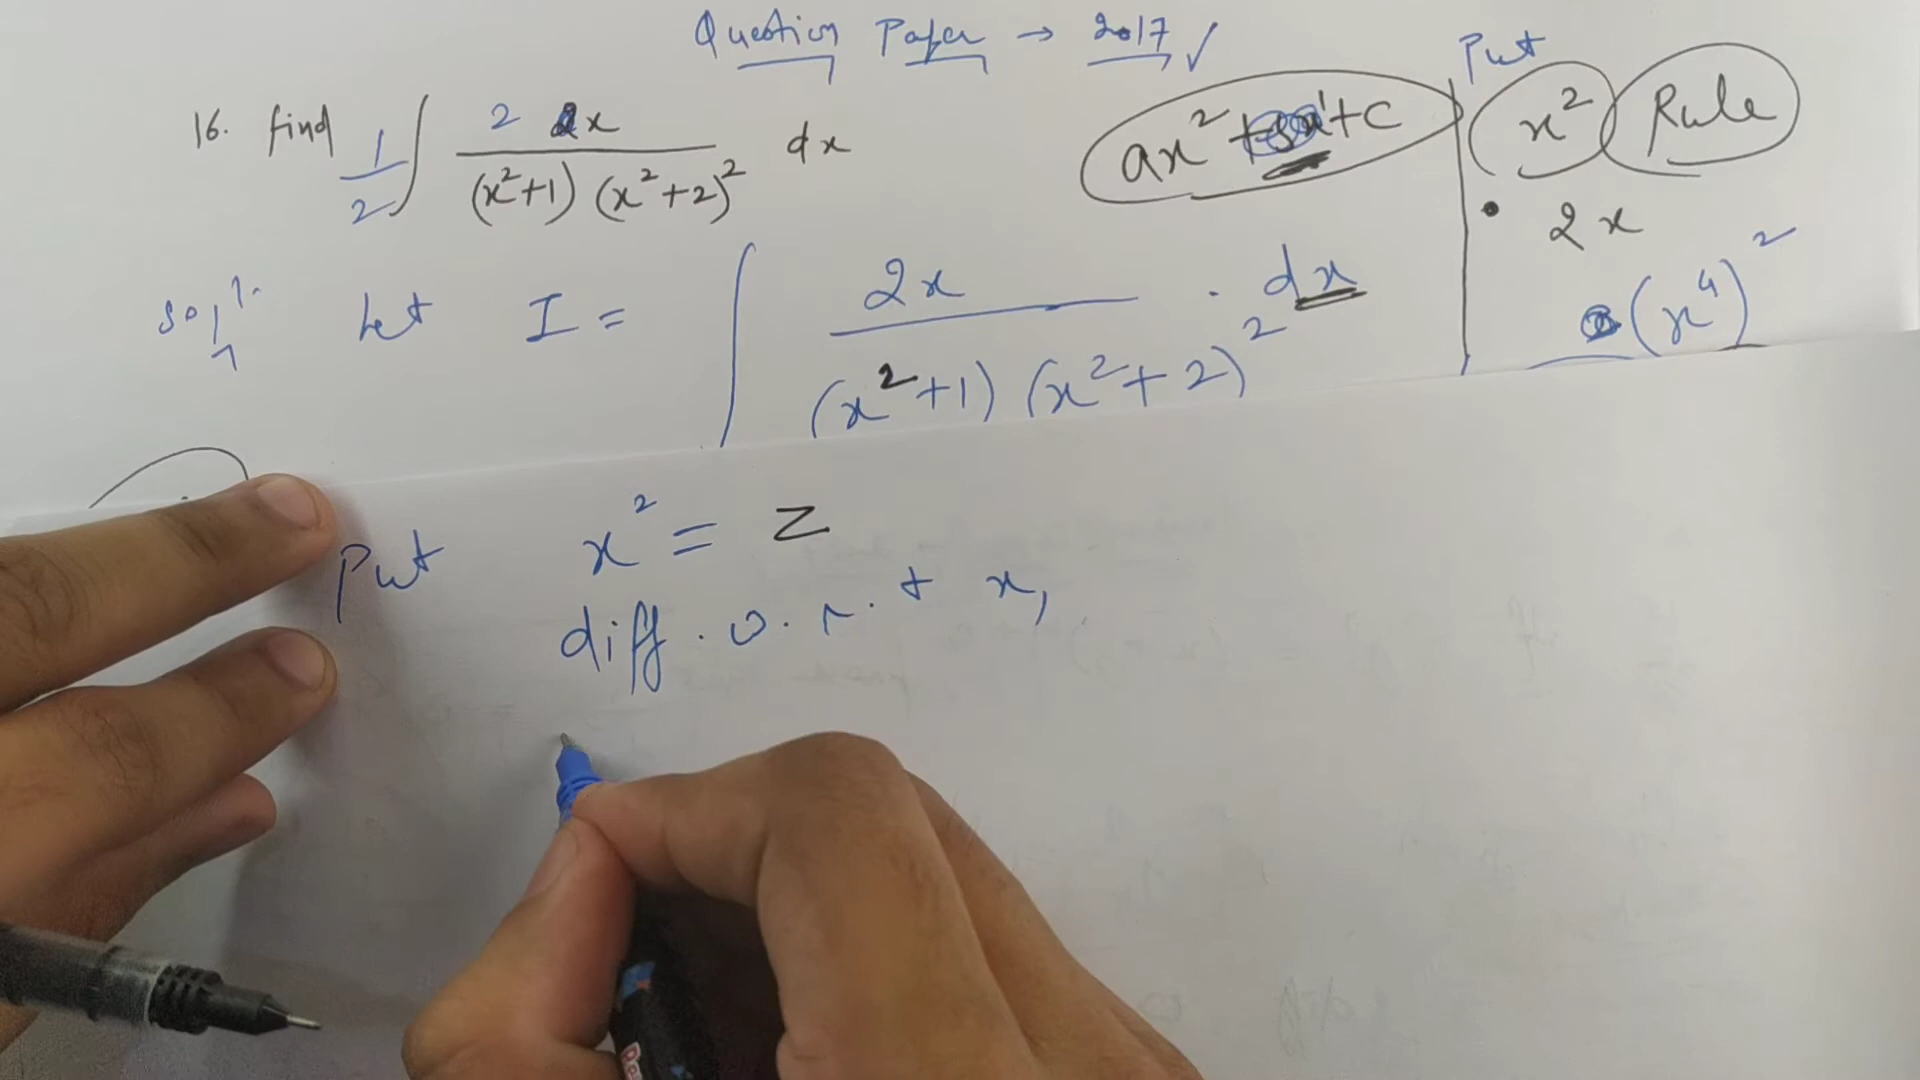 Question Paper → 2017 ✓
16. find 1/2 ∫ 2 2x / (x²+1) (x²+2)² dx
ax² + +C
Put
x² Rule
• 2x
(x⁴)²
Sol. Let I = ∫ 2x / (x²+1) (x²+2)² . dx
Put x² = z
diff. w.r.t x,